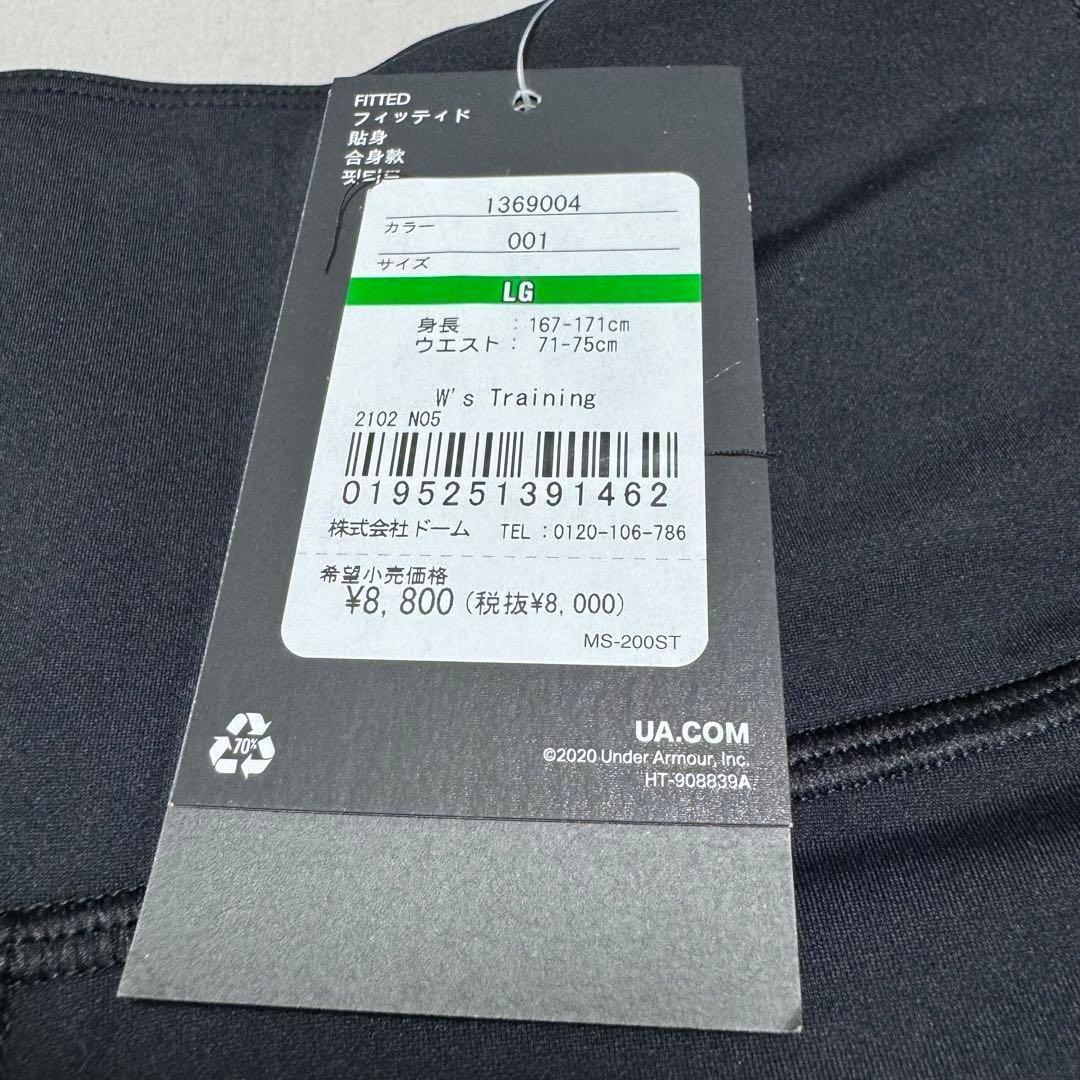 FITTED
フィッティド
貼身
合身款
핏티드
1369004
カラー
001
サイズ
LG
身長 : 167-171cm
ウエスト : 71-75cm
W's Training
2102 N05
0195251391462
株式会社ドーム TEL : 0120-106-786
希望小売価格
¥8,800 (税抜¥8,000)
MS-200ST
70%
UA.COM
©2020 Under Armour, Inc.
HT-908839A